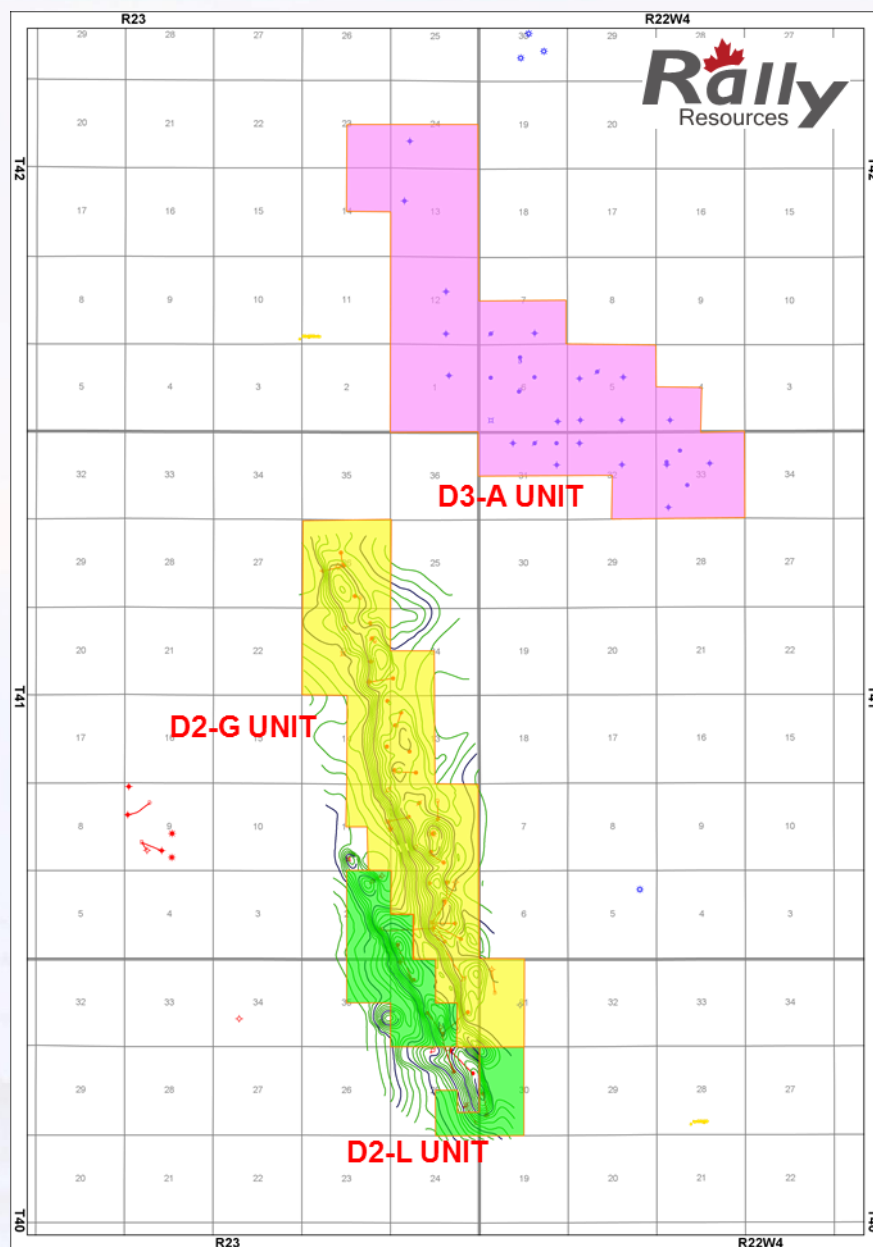 R23 R22W4
29 28 27 26 25 30 29 28 27
Rally
Resources
20 21 22 23 24 19 20
T42
17 16 15 14 13 18 17 16 15
8 9 10 11 12 7 8 9 10
5 4 3 2 1 6 5 4 3
32 33 34 35 36 31 32 33 34
D3-A UNIT
29 28 27 25 30 29 28 27
20 21 22 19 20 21 22
T41
D2-G UNIT
17 16 15 13 18 17 16 15
8 9 10 7 8 9 10
5 4 3 6 5 4 3
32 33 34 32 33 34
29 28 27 26 30 29 28 27
D2-L UNIT
20 21 22 23 24 19 20 21 22
T40
R23 R22W4